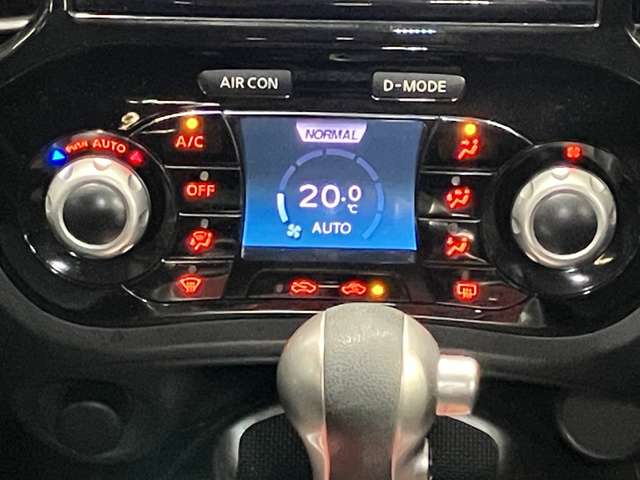 AIR CON
D-MODE
NORMAL
A/C
PUSH AUTO
OFF
20.0
°C
AUTO